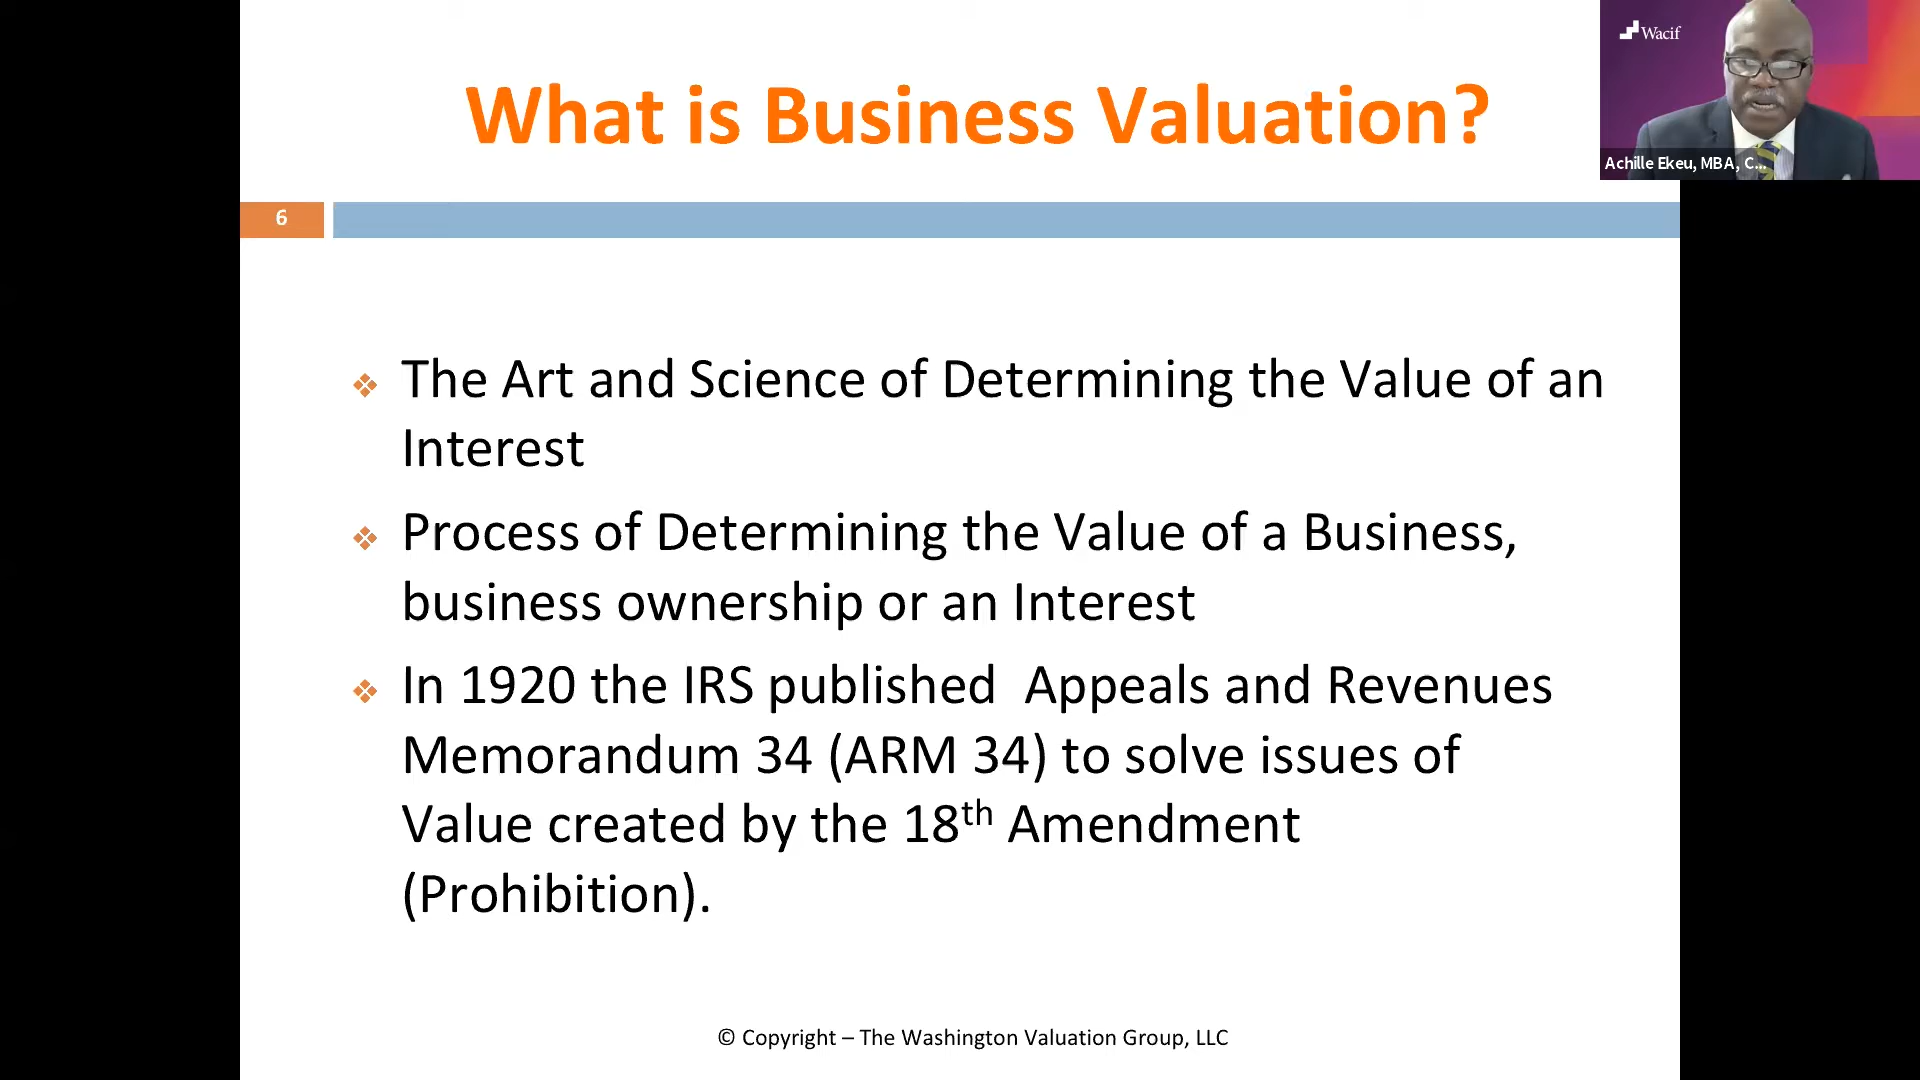 What is Business Valuation?
Wacif
Achille Ekeu, MBA, C...
6
The Art and Science of Determining the Value of an
Interest
Process of Determining the Value of a Business,
business ownership or an Interest
In 1920 the IRS published  Appeals and Revenues
Memorandum 34 (ARM 34) to solve issues of
Value created by the 18th Amendment
(Prohibition).
© Copyright – The Washington Valuation Group, LLC